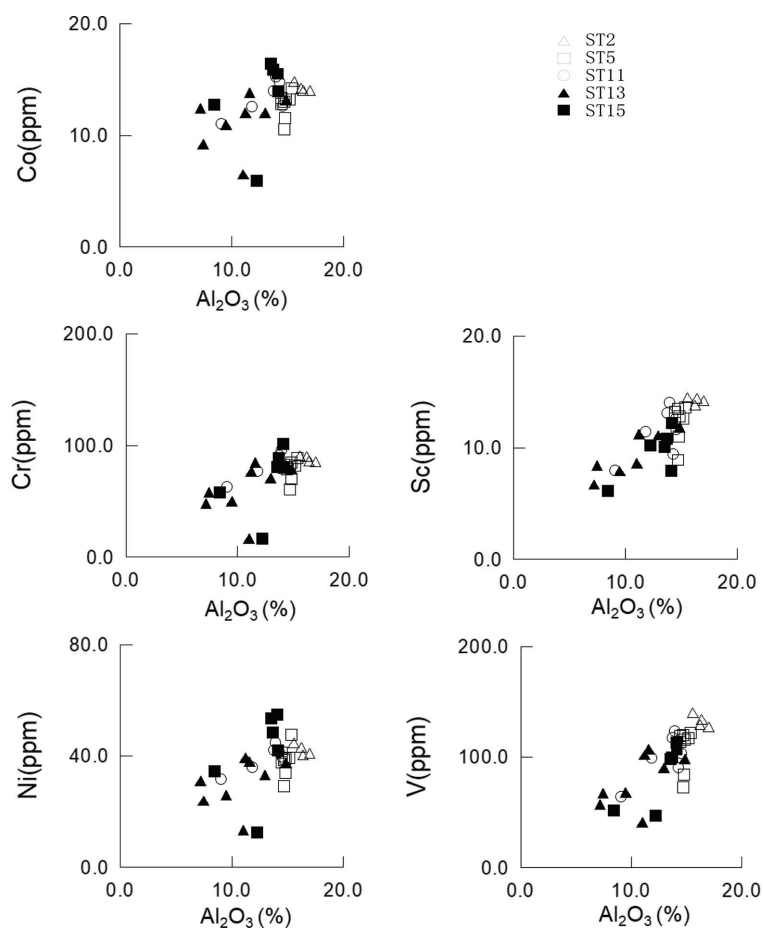 20.0
Co(ppm)
10.0
0.0
0.0 10.0 20.0
Al₂O₃(%)
ST2
ST5
ST11
ST13
ST15
200.0
Cr(ppm)
100.0
0.0
0.0 10.0 20.0
Al₂O₃(%)
20.0
Sc(ppm)
10.0
0.0
0.0 10.0 20.0
Al₂O₃(%)
80.0
Ni(ppm)
40.0
0.0
0.0 10.0 20.0
Al₂O₃(%)
200.0
V(ppm)
100.0
0.0
0.0 10.0 20.0
Al₂O₃(%)